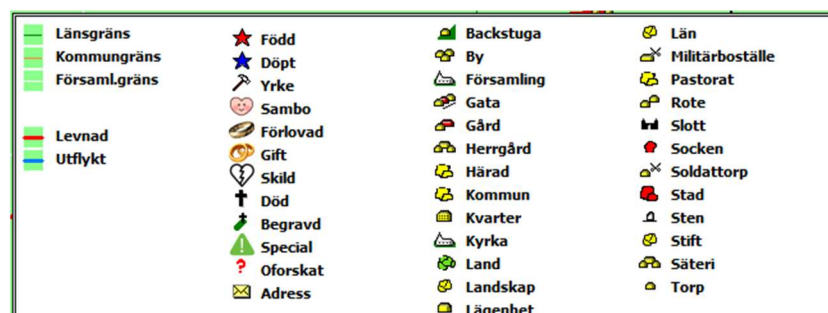 Länsgräns
Kommungräns
Församl.gräns
Levnad
Utflykt
Född
Döpt
Yrke
Sambo
Förlovad
Gift
Skild
Död
Begravd
Special
Oforskat
Adress
Backstuga
By
Församling
Gata
Gård
Herrgård
Härad
Kommun
Kvarter
Kyrka
Land
Landskap
Lägenhet
Län
Militärboställe
Pastorat
Rote
Slott
Socken
Soldattorp
Stad
Sten
Stift
Säteri
Torp